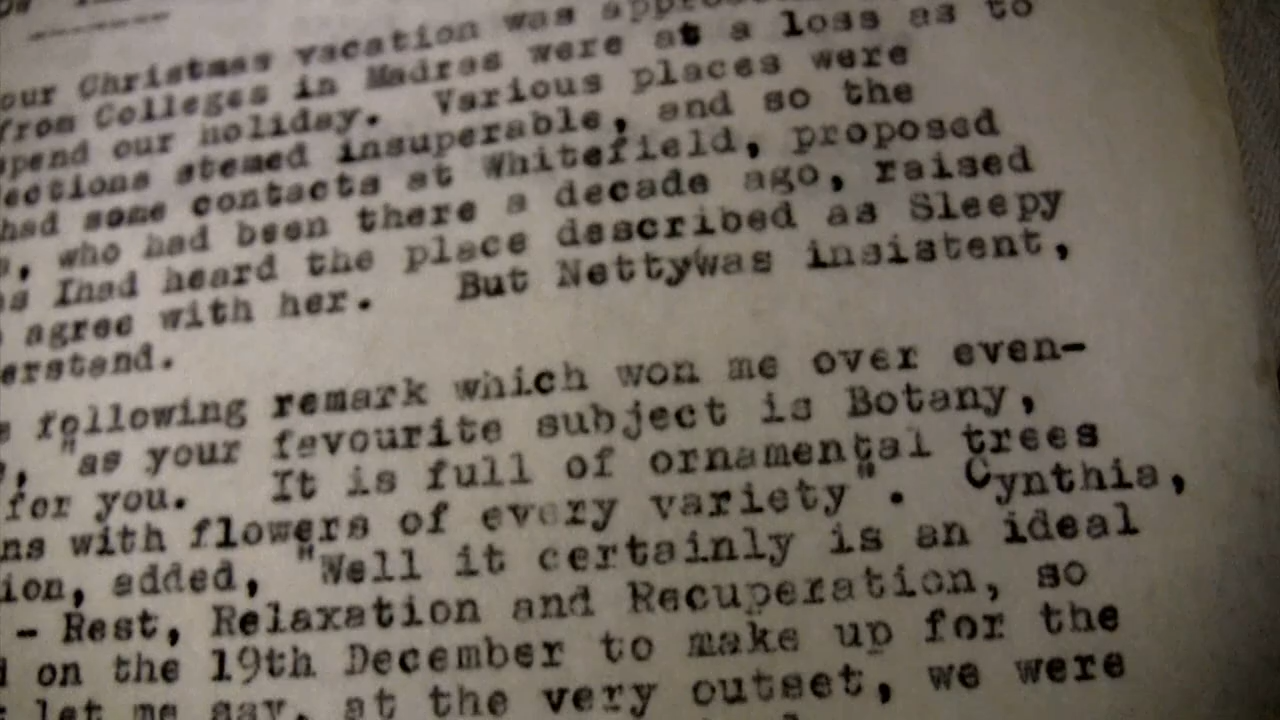 our Christmas vacation was
from Colleges in Madras were at a loss as to
spend our holiday. Various places were
ections stemed insuperable, and so the
had some contacts at Whitefield, proposed
, who had been there a decade ago, raised
as Ihad heard the place described as Sleepy
agree with her. But Nettywas insistent,
erstand.
following remark which won me over even-
, "as your favourite subject is Botany,
for you. It is full of ornamental trees
ns with flowers of every variety". Cynthia,
ion, added, "Well it certainly is an ideal
- Rest, Relaxation and Recuperation, so
on the 19th December to make up for the
let me say, at the very outset, we were